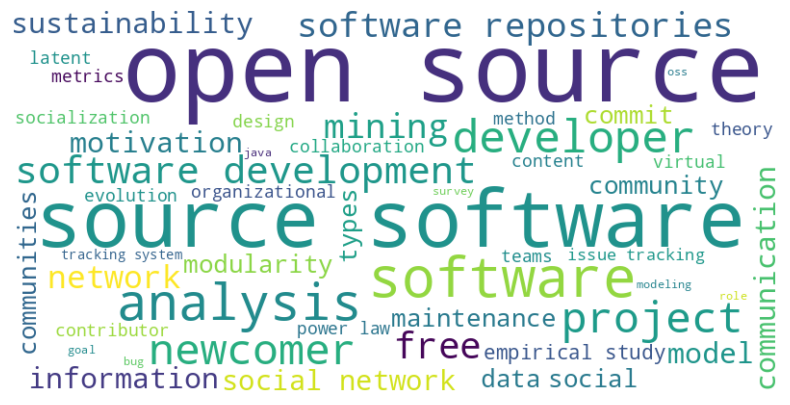 sustainability
software repositories
latent
metrics
open source
oss
socialization
design
mining
method
commit
theory
motivation
java
collaboration
developer
software development
content
virtual
evolution
organizational
survey
community
communities
source software
types
communication
tracking system
network
modularity
software
teams
issue tracking
modeling
role
analysis
contributor
power law
maintenance
project
goal
bug
newcomer
free
empirical study
model
information
social network
data
social